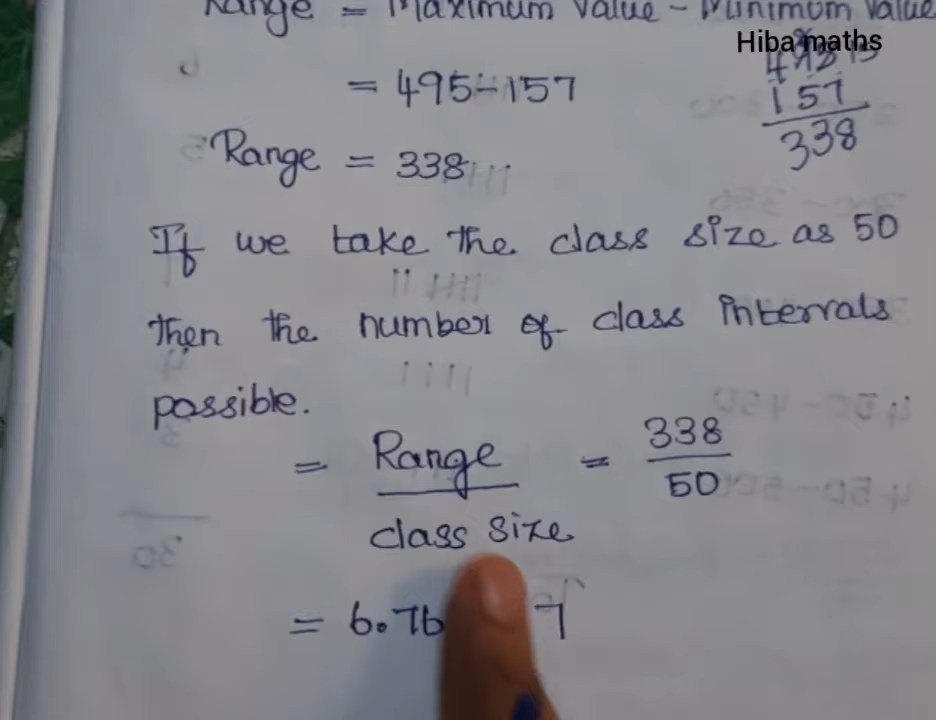 Range = Maximum Value - Minimum Value
Hiba maths
= 495-157
157
338
Range = 338
If we take the class size as 50
then the number of class intervals
possible.
= Range / class size = 338 / 50
= 6.76 7